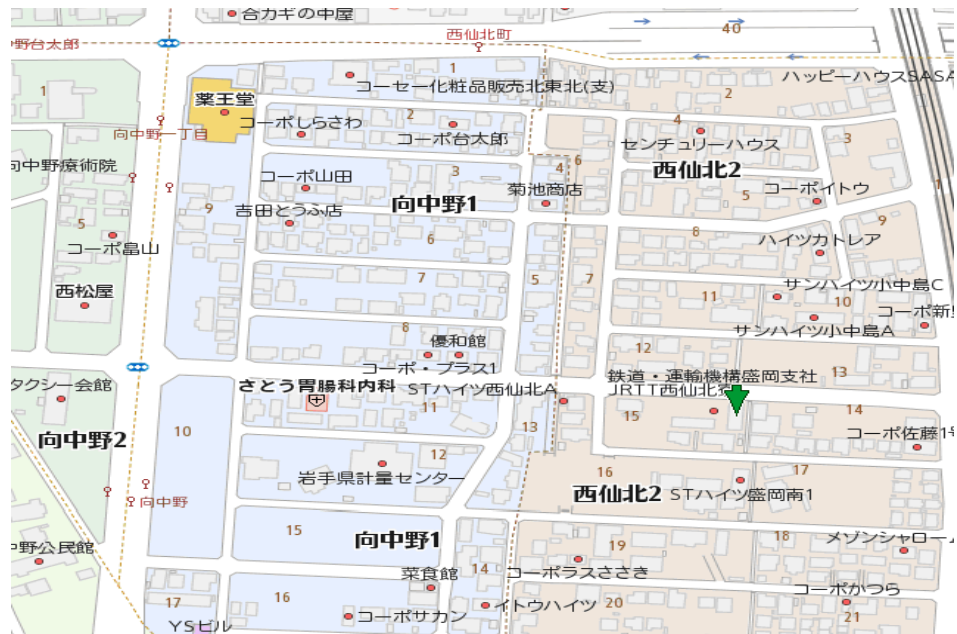 合カギの中屋
西仙北町
40
中野台太郎
ハッピーハウスSASA
1
1
2
薬王堂
コーセー化粧品販売北東北(支)
2
4
向中野一丁目
コーポしらさわ
コーポ台太郎
センチュリーハウス
3
向中野療術院
コーポ山田
3
4
6
西仙北2
1
菊池商店
5
コーポイトウ
向中野1
5
9
吉田とうふ店
6
8
9
コーポ畠山
ハイツカトレア
7
5
7
西松屋
サンハイツ小中島C
11
10
コーポ新
サンハイツ小中島A
8
優和館
12
コーポ・プラス1
13
タクシー会館
さとう胃腸科内科
STハイツ西仙北A
鉄道・運輸機構盛岡支社
JRTT西仙北寮
11
15
14
向中野2
10
13
コーポ佐藤1号
12
岩手県計量センター
16
17
西仙北2
STハイツ盛岡南1
向中野
15
向中野1
18
中野公民館
19
メゾンシャローム
菜食館
14
コーポラスささき
コーポかつら
17
16
コーポサカン
イトウハイツ
20
21
YSビル